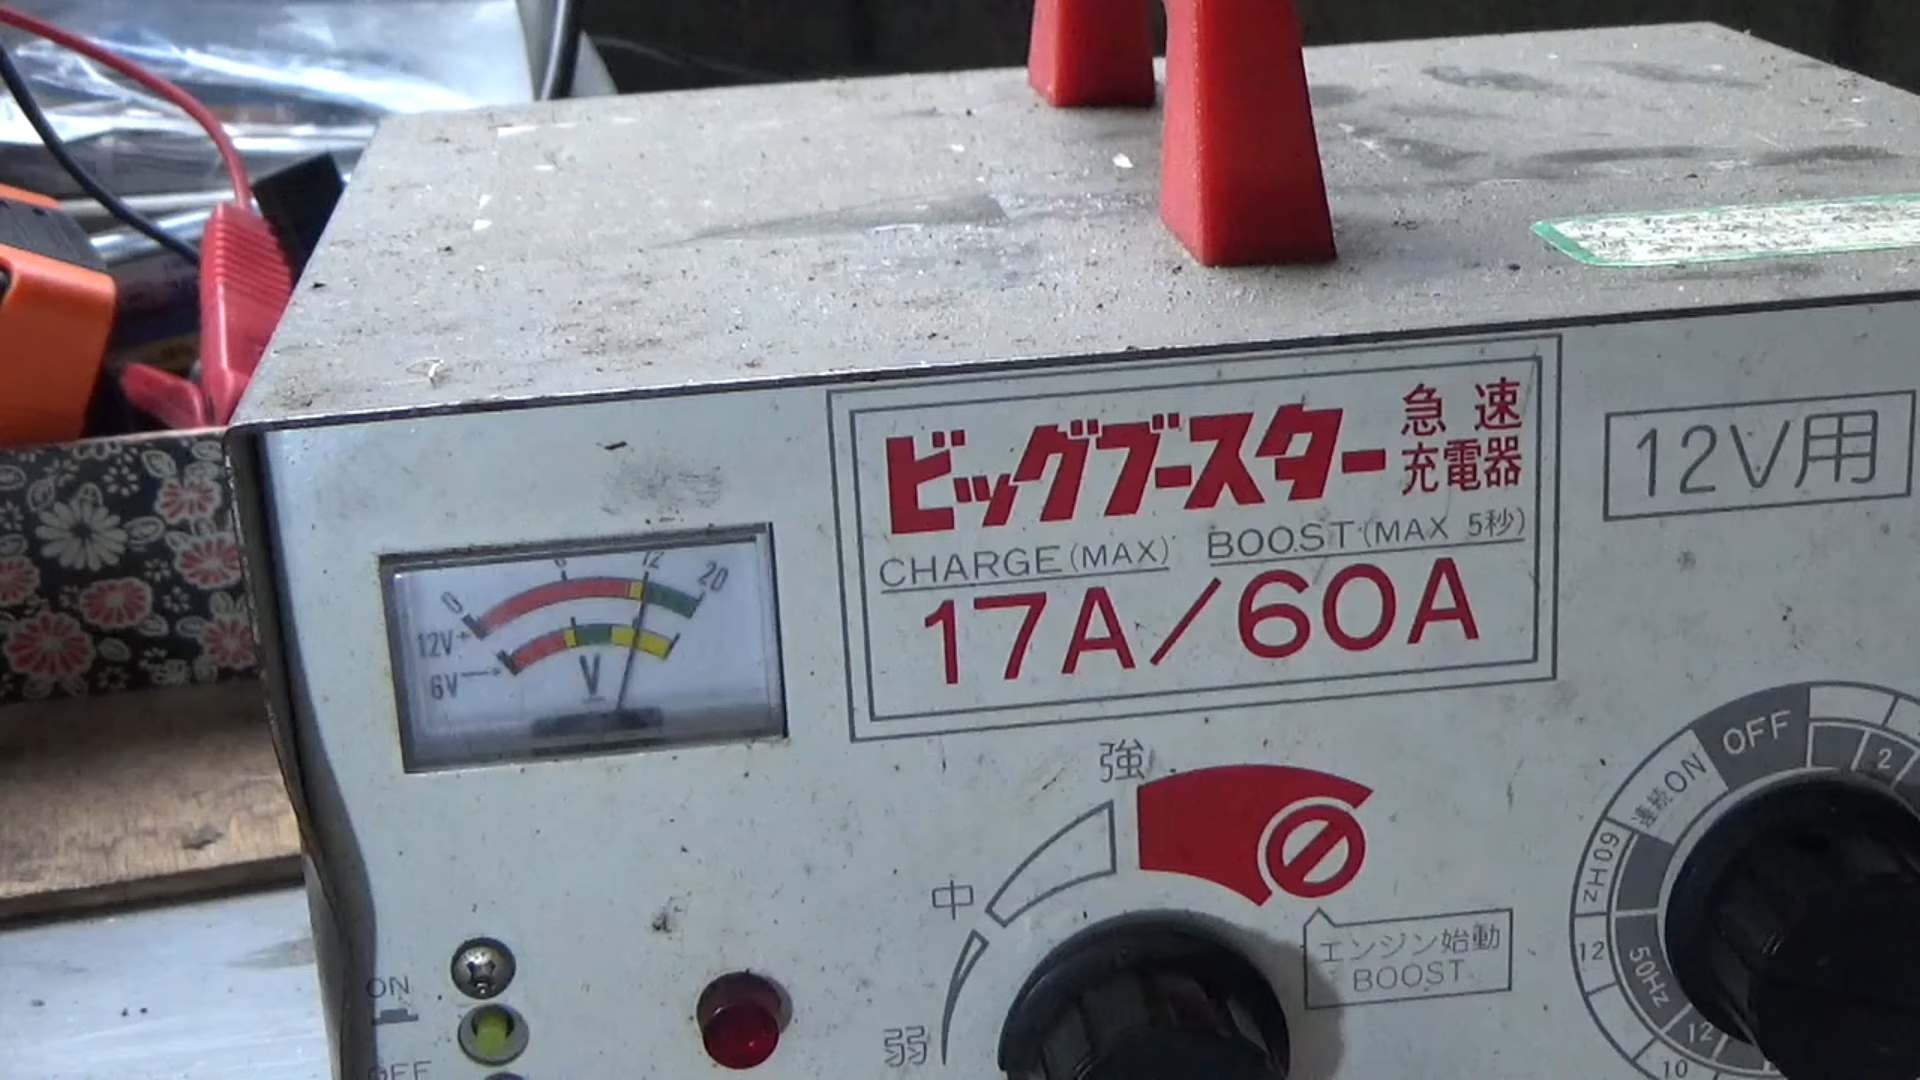 ビッグブースター 急速充電器
CHARGE(MAX) BOOST(MAX 5秒)
17A/60A
12V用
0 6 12 20
12V
6V
V
強
中
弱
エンジン始動
BOOST
ON
OFF
OFF
連続ON
60Hz
50Hz
2
12
12
10